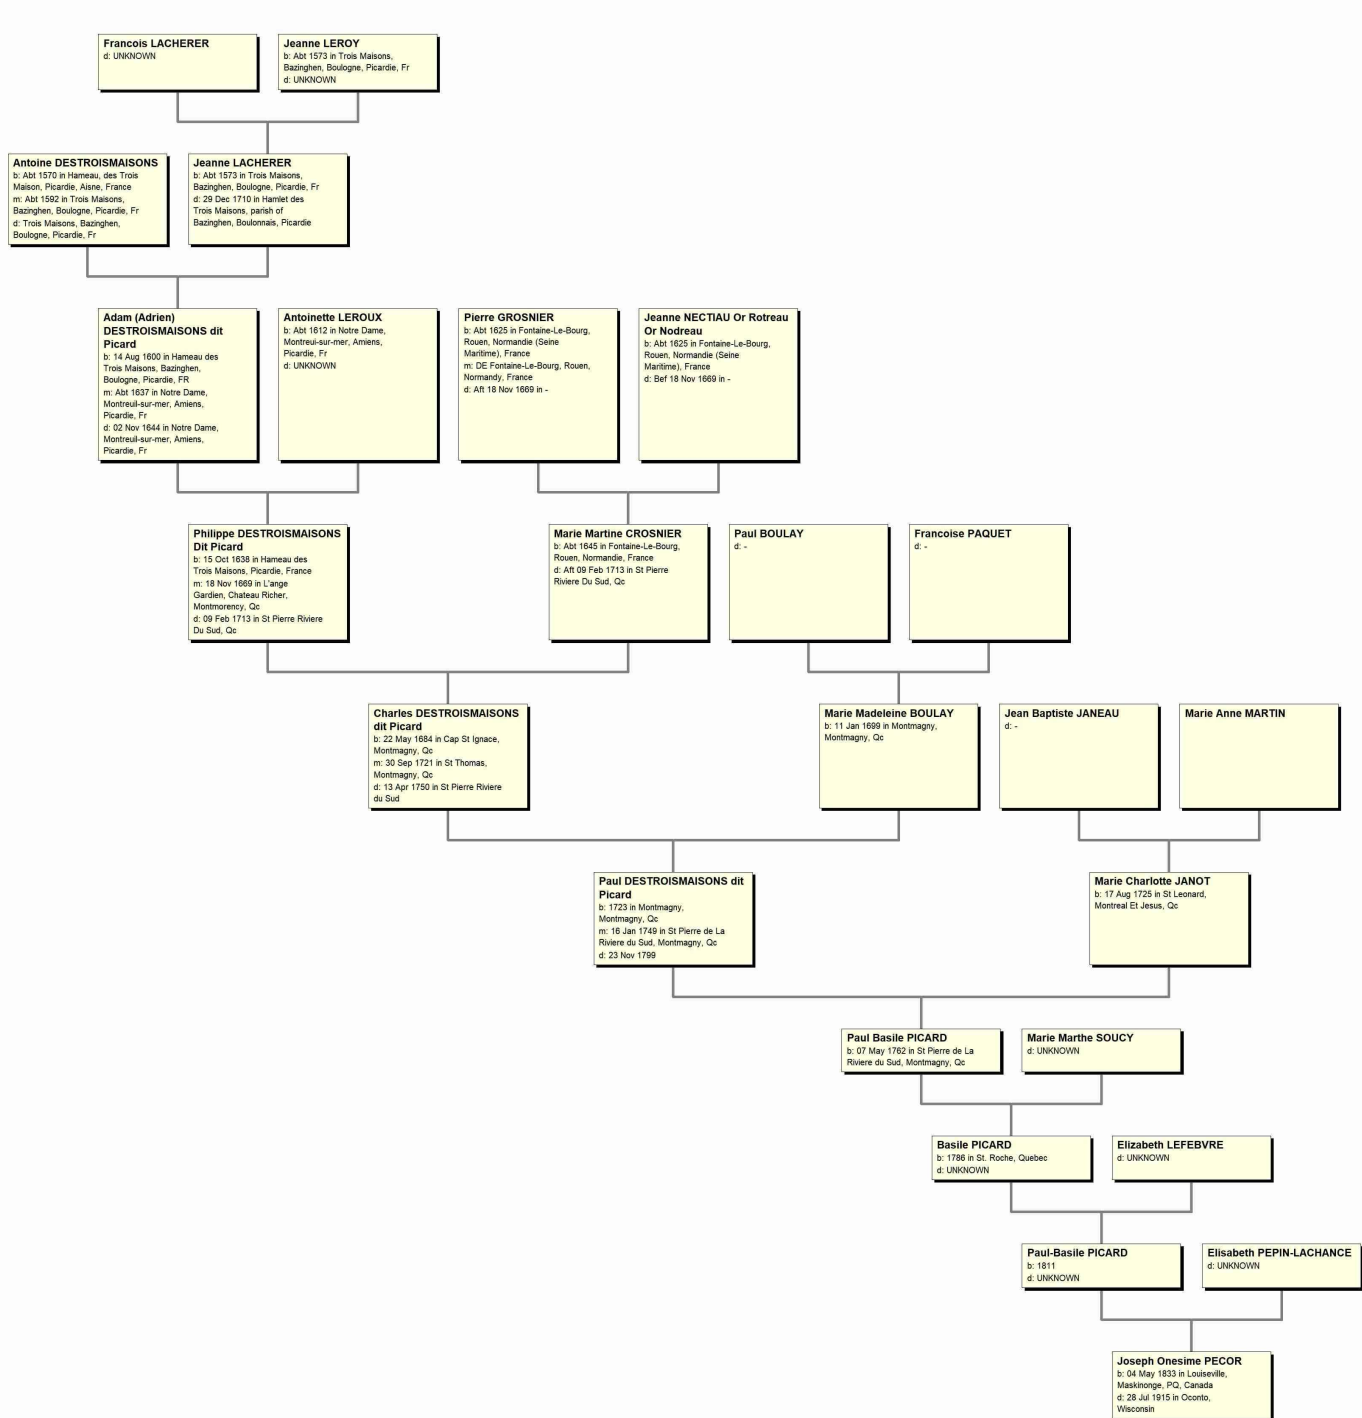 Francois LACHERER
d: UNKNOWN
Jeanne LEROY
b: Abt 1573 in Trois Maisons,
Bazinghen, Boulogne, Picardie, Fr
d: UNKNOWN
Antoine DESTROISMAISONS
b: Abt 1570 in Hameau, des Trois
Maison, Picardie, Aisne, France
m: Abt 1592 in Trois Maisons,
Bazinghen, Boulogne, Picardie, Fr
d: Trois Maisons, Bazinghen,
Boulogne, Picardie, Fr
Jeanne LACHERER
b: Abt 1573 in Trois Maisons,
Bazinghen, Boulogne, Picardie, Fr
d: 29 Dec 1710 in Hamlet des
Trois Maisons, parish of
Bazinghen, Boulonnais, Picardie
Adam (Adrien)
DESTROISMAISONS dit
Picard
b: 14 Aug 1600 in Hameau des
Trois Maisons, Bazinghen,
Boulogne, Picardie, FR
m: Abt 1637 in Notre Dame,
Montreuil-sur-mer, Amiens,
Picardie, Fr
d: 02 Nov 1644 in Notre Dame,
Montreuil-sur-mer, Amiens,
Picardie, Fr
Antoinette LEROUX
b: Abt 1612 in Notre Dame,
Montreui-sur-mer, Amiens,
Picardie, Fr
d: UNKNOWN
Pierre GROSNIER
b: Abt 1625 in Fontaine-Le-Bourg,
Rouen, Normandie (Seine
Maritime), France
m: DE Fontaine-Le-Bourg, Rouen,
Normandy, France
d: Aft 18 Nov 1669 in -
Jeanne NECTIAU Or Rotreau
Or Nodreau
b: Abt 1625 in Fontaine-Le-Bourg,
Rouen, Normandie (Seine
Maritime), France
d: Bef 18 Nov 1669 in -
Philippe DESTROISMAISONS
Dit Picard
b: 15 Oct 1638 in Hameau des
Trois Maisons, Picardie, France
m: 18 Nov 1669 in L'ange
Gardien, Chateau Richer,
Montmorency, Qc
d: 09 Feb 1713 in St Pierre Riviere
Du Sud, Qc
Marie Martine CROSNIER
b: Abt 1645 in Fontaine-Le-Bourg,
Rouen, Normandie, France
d: Aft 09 Feb 1713 in St Pierre
Riviere Du Sud, Qc
Paul BOULAY
d: -
Francoise PAQUET
d: -
Charles DESTROISMAISONS
dit Picard
b: 22 May 1684 in Cap St Ignace,
Montmagny, Qc
m: 30 Sep 1721 in St Thomas,
Montmagny, Qc
d: 13 Apr 1750 in St Pierre Riviere
du Sud
Marie Madeleine BOULAY
b: 11 Jan 1699 in Montmagny,
Montmagny, Qc
Jean Baptiste JANEAU
d: -
Marie Anne MARTIN
Paul DESTROISMAISONS dit
Picard
b: 1723 in Montmagny,
Montmagny, Qc
m: 16 Jan 1749 in St Pierre de La
Riviere du Sud, Montmagny, Qc
d: 23 Nov 1799
Marie Charlotte JANOT
b: 17 Aug 1725 in St Leonard,
Montreal Et Jesus, Qc
Paul Basile PICARD
b: 07 May 1762 in St Pierre de La
Riviere du Sud, Montmagny, Qc
Marie Marthe SOUCY
d: UNKNOWN
Basile PICARD
b: 1786 in St. Roche, Quebec
d: UNKNOWN
Elizabeth LEFEBVRE
d: UNKNOWN
Paul-Basile PICARD
b: 1811
d: UNKNOWN
Elisabeth PEPIN-LACHANCE
d: UNKNOWN
Joseph Onesime PECOR
b: 04 May 1833 in Louiseville,
Maskinonge, PQ, Canada
d: 28 Jul 1915 in Oconto,
Wisconsin